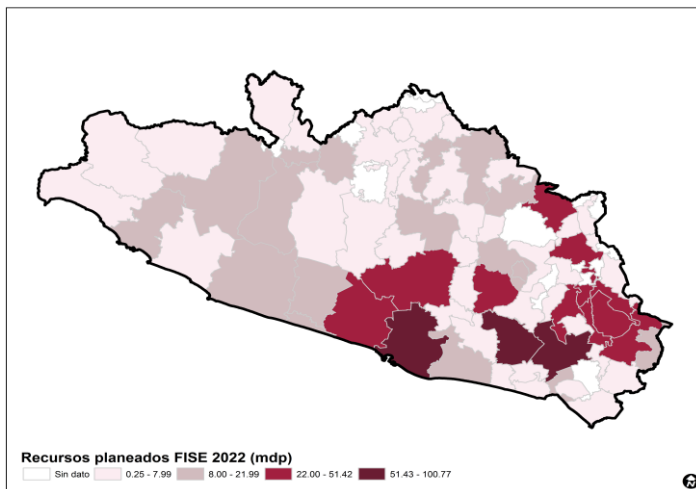 Recursos planeados FISE 2022 (mdp)
Sin dato 0.25 - 7.99 8.00 - 21.99 22.00 - 51.42 51.43 - 100.77